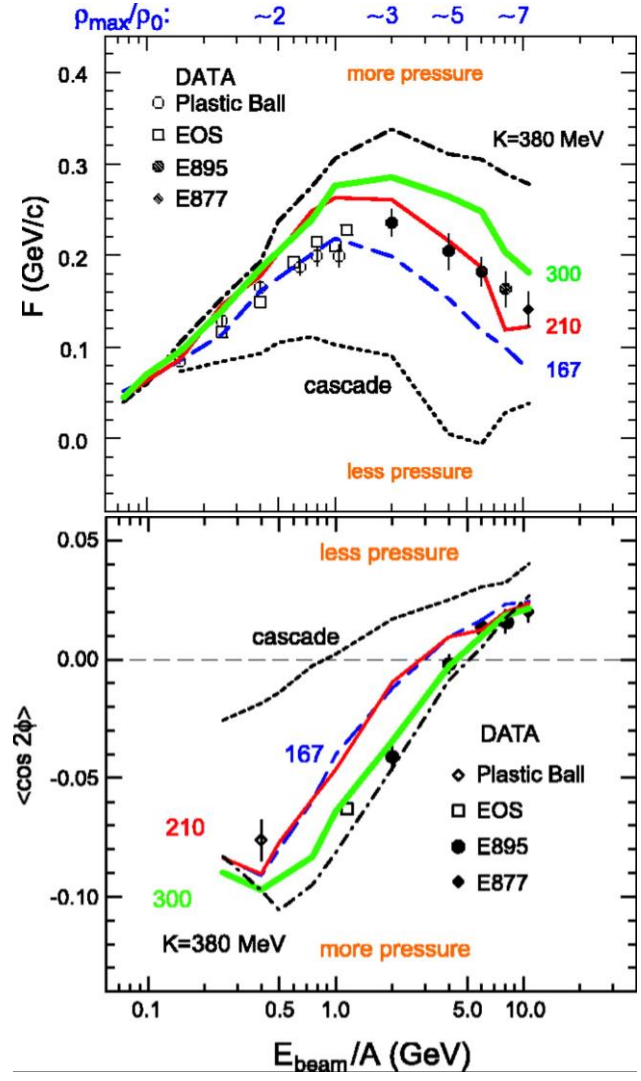 ρmax/ρ0: ~2 ~3 ~5 ~7
0.4
DATA
more pressure
Plastic Ball
K=380 MeV
EOS
E895
0.3
E877
F (GeV/c)
300
0.2
210
167
0.1
cascade
0.0
less pressure
0.05
less pressure
cascade
0.00
<cos 2ϕ>
DATA
167
Plastic Ball
-0.05
EOS
210
E895
300
E877
-0.10
K=380 MeV
more pressure
0.1 0.5 1.0 5.0 10.0
Ebeam/A (GeV)